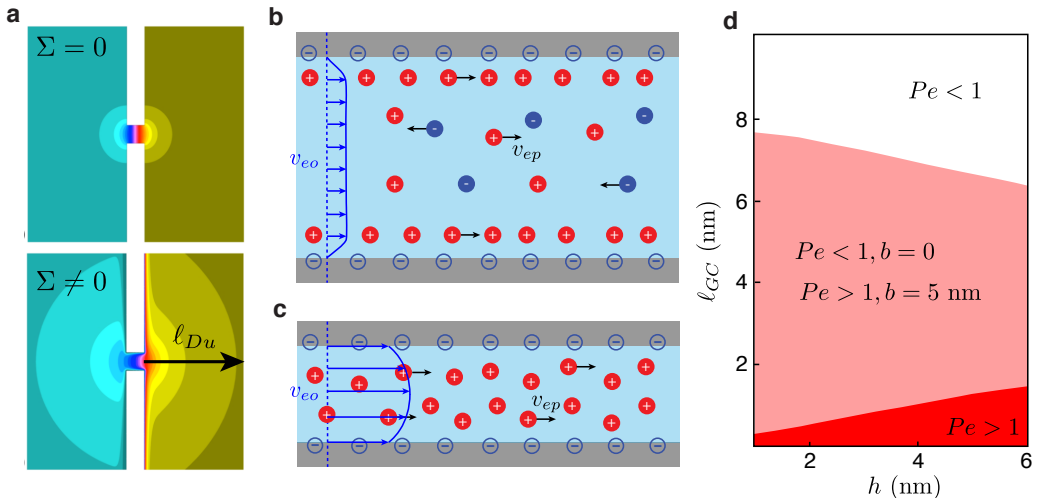 a
Σ = 0
Σ ≠ 0
ℓ_Du
b
v_eo
v_ep
c
v_eo
v_ep
d
Pe < 1
Pe < 1, b = 0
Pe > 1, b = 5 nm
Pe > 1
ℓ_GC (nm)
8
6
4
2
2
4
6
h (nm)